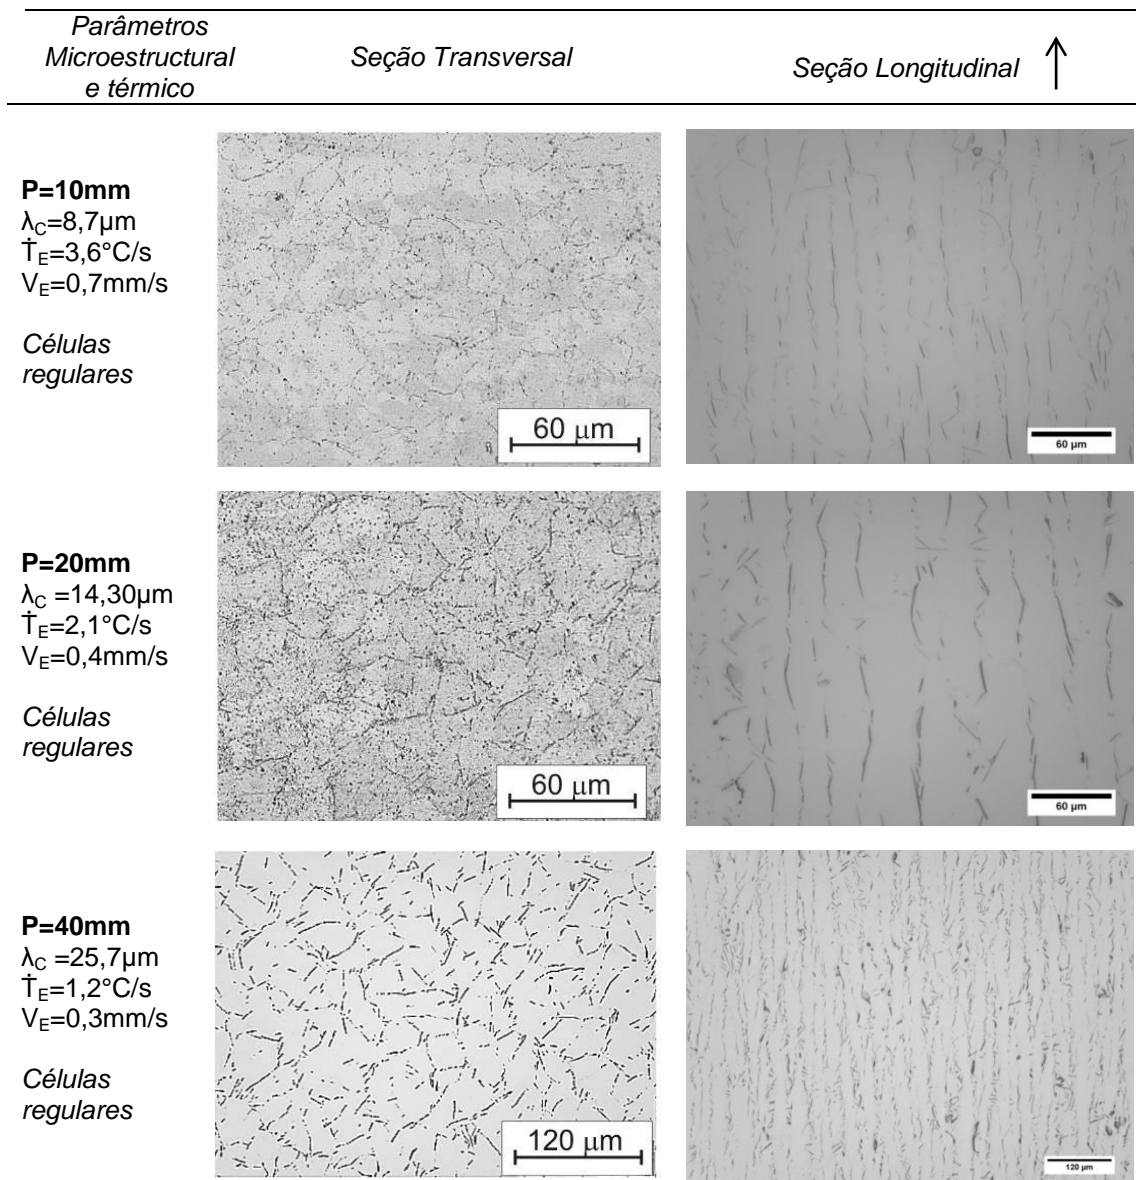 Parâmetros
Microestructural
e térmico
Seção Transversal
Seção Longitudinal
P=10mm
λC=8,7µm
ṪE=3,6°C/s
VE=0,7mm/s
Células
regulares
60 µm
60 µm
P=20mm
λC =14,30µm
ṪE=2,1°C/s
VE=0,4mm/s
Células
regulares
60 µm
60 µm
P=40mm
λC =25,7µm
ṪE=1,2°C/s
VE=0,3mm/s
Células
regulares
120 µm
120 µm